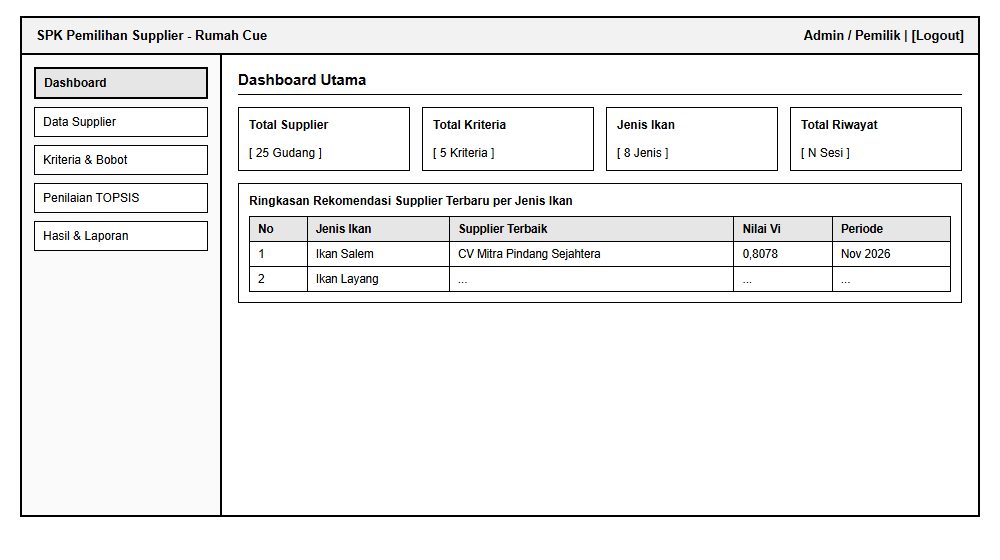 SPK Pemilihan Supplier - Rumah Cue
Admin / Pemilik | [Logout]
Dashboard
Data Supplier
Kriteria & Bobot
Penilaian TOPSIS
Hasil & Laporan
Dashboard Utama
Total Supplier
[ 25 Gudang ]
Total Kriteria
[ 5 Kriteria ]
Jenis Ikan
[ 8 Jenis ]
Total Riwayat
[ N Sesi ]
Ringkasan Rekomendasi Supplier Terbaru per Jenis Ikan
No Jenis Ikan Supplier Terbaik Nilai Vi Periode
1 Ikan Salem CV Mitra Pindang Sejahtera 0,8078 Nov 2026
2 Ikan Layang ... ... ...